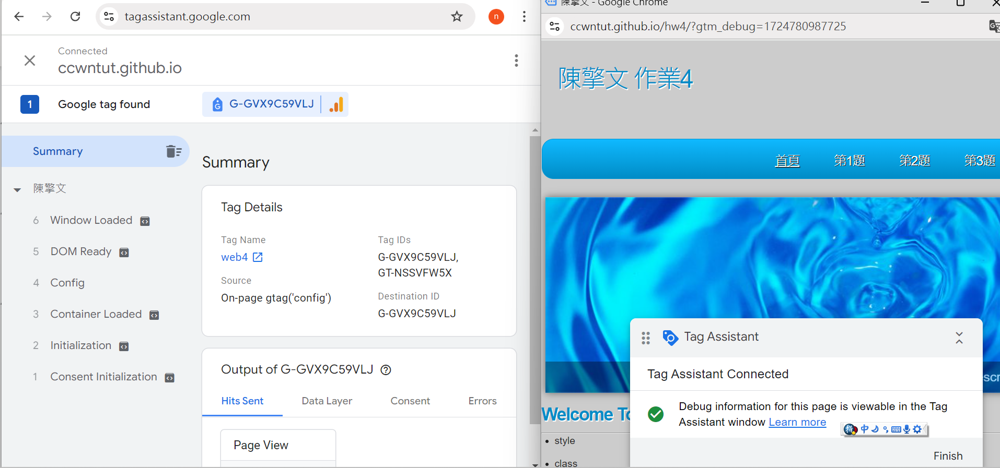 tagassistant.google.com
n
Connected
ccwntut.github.io
1
Google tag found
G-GVX9C59VLJ
Summary
陳擎文
6 Window Loaded
5 DOM Ready
4 Config
3 Container Loaded
2 Initialization
1 Consent Initialization
Summary
Tag Details
Tag Name
web4
Source
On-page gtag('config')
Tag IDs
G-GVX9C59VLJ,
GT-NSSVFW5X
Destination ID
G-GVX9C59VLJ
Output of G-GVX9C59VLJ
Hits Sent
Data Layer
Consent
Errors
Page View
陳擎文 - Google Chrome
ccwntut.github.io/hw4/?gtm_debug=1724780987725
陳擎文 作業4
首頁
第1題
第2題
第3題
escr
Welcome To
style
class
Tag Assistant
Tag Assistant Connected
Debug information for this page is viewable in the Tag
Assistant window Learn more
拼 中
Finish